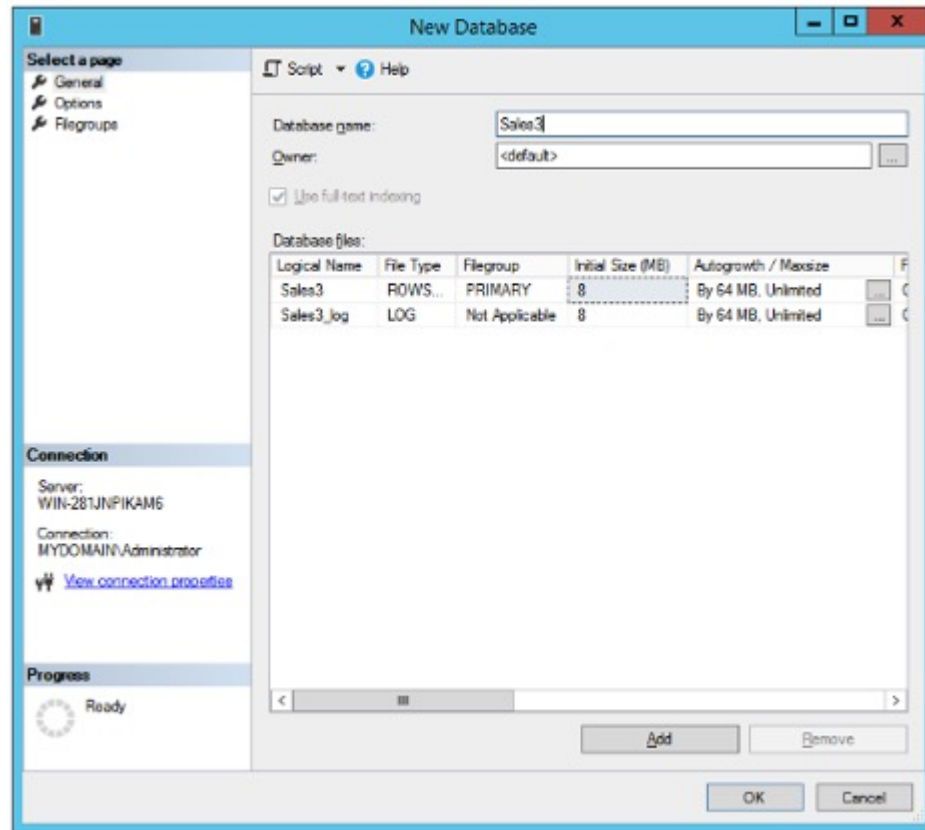 New Database
Select a page
General
Options
Filegroups
Script Help
Database name: Sales3
Owner: <default> ...
Use full-text indexing
Database files:
Logical Name File Type Filegroup Initial Size (MB) Autogrowth / Maxsize
Sales3 ROWS... PRIMARY 8 By 64 MB, Unlimited ...
Sales3_log LOG Not Applicable 8 By 64 MB, Unlimited ...
Connection
Server:
WIN-281JNPIKAM6
Connection:
MYDOMAIN\Administrator
View connection properties
Progress
Ready
Add Remove
OK Cancel